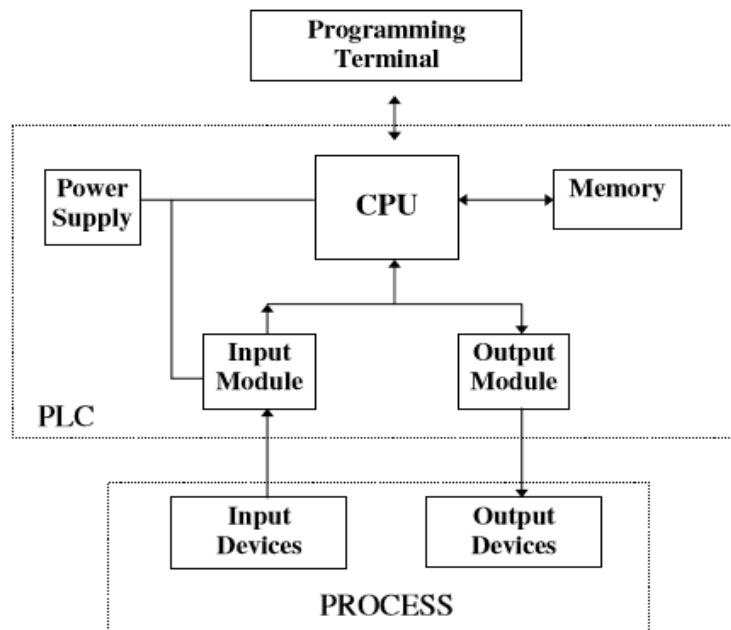 Programming
Terminal
Power
Supply
CPU
Memory
Input
Module
Output
Module
PLC
Input
Devices
Output
Devices
PROCESS